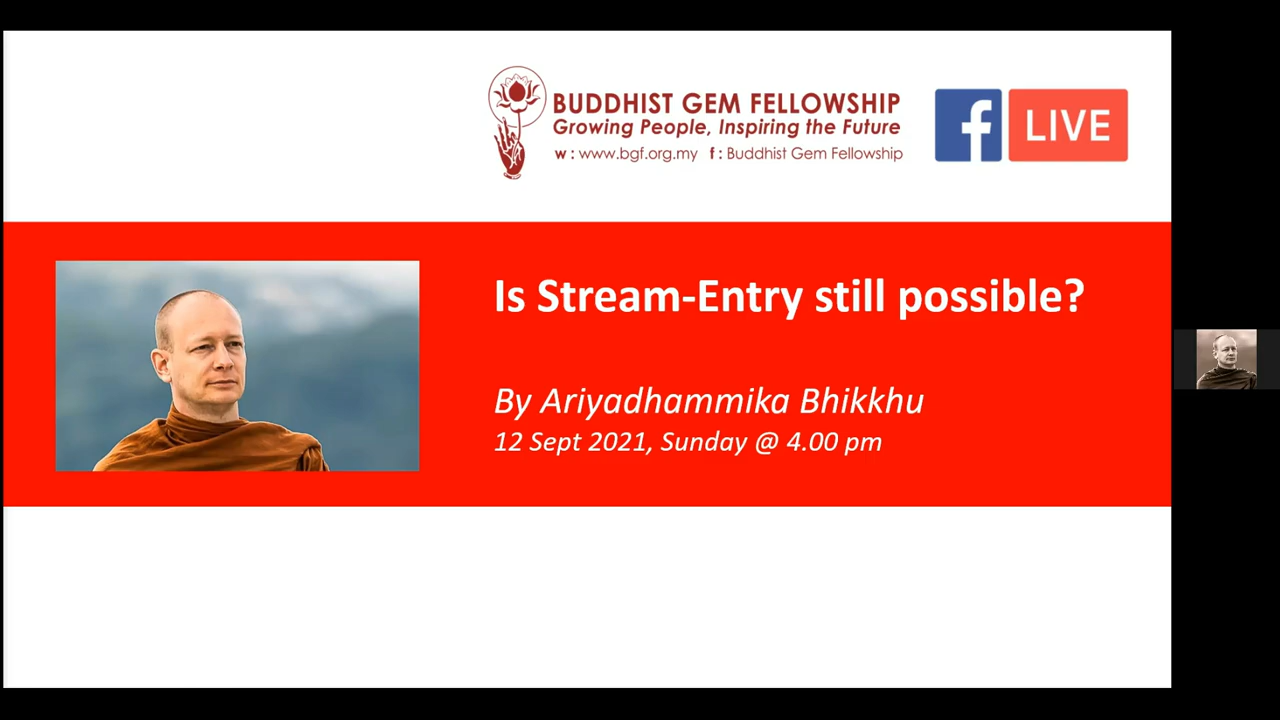 BUDDHIST GEM FELLOWSHIP
Growing People, Inspiring the Future
w : www.bgf.org.my f : Buddhist Gem Fellowship
f LIVE
Is Stream-Entry still possible?
By Ariyadhammika Bhikkhu
12 Sept 2021, Sunday @ 4.00 pm